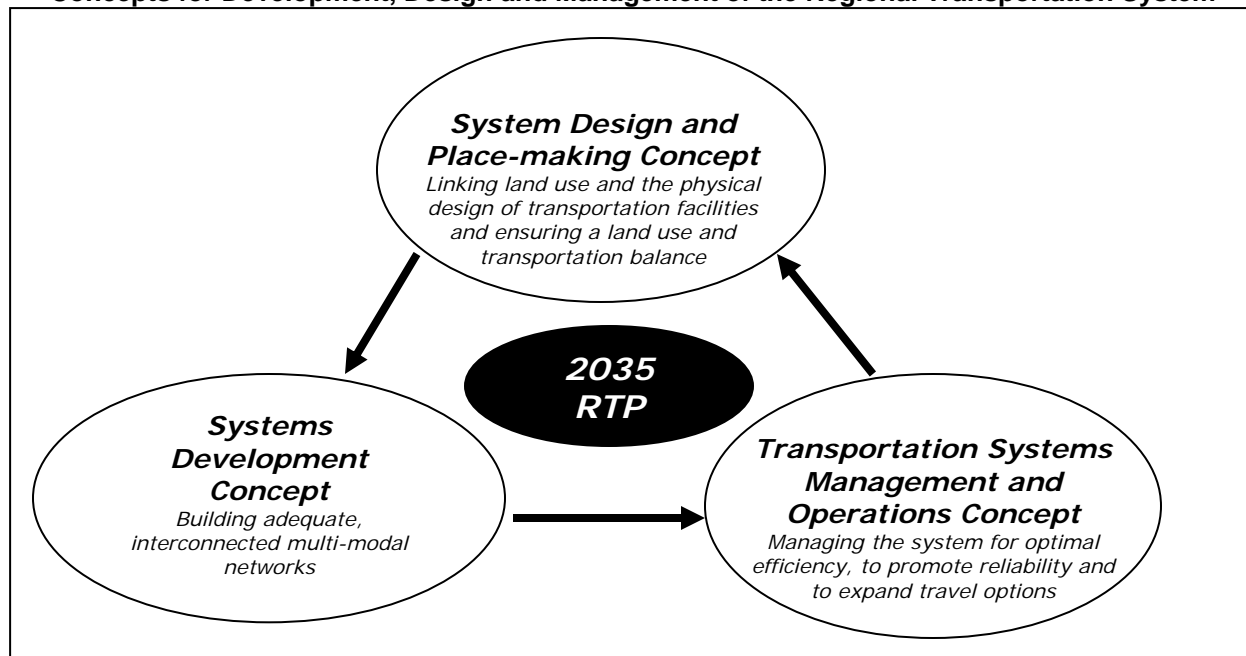 Concepts for Development, Design and Management of the Regional Transportation System
System Design and
Place-making Concept
Linking land use and the physical
design of transportation facilities
and ensuring a land use and
transportation balance
2035
RTP
Systems
Development
Concept
Building adequate,
interconnected multi-modal
networks
Transportation Systems
Management and
Operations Concept
Managing the system for optimal
efficiency, to promote reliability and
to expand travel options